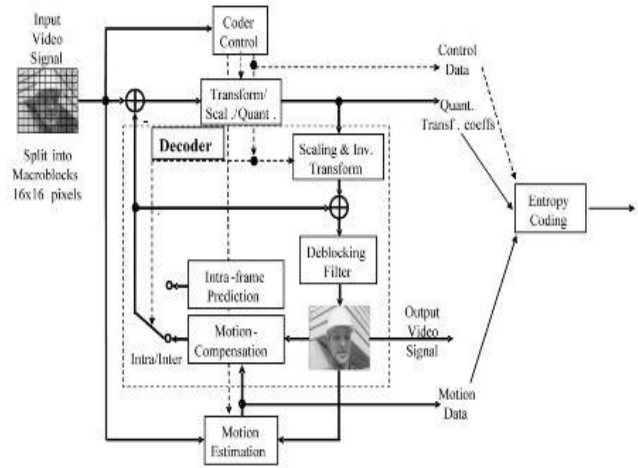 Input
Video
Signal
Split into
Macroblocks
16x16 pixels
Coder
Control
Transform/
Scal./Quant.
-
Decoder
Scaling & Inv.
Transform
Deblocking
Filter
Intra-frame
Prediction
Motion-
Compensation
Intra/Inter
Motion
Estimation
Control
Data
Quant.
Transf. coeffs
Entropy
Coding
Output
Video
Signal
Motion
Data